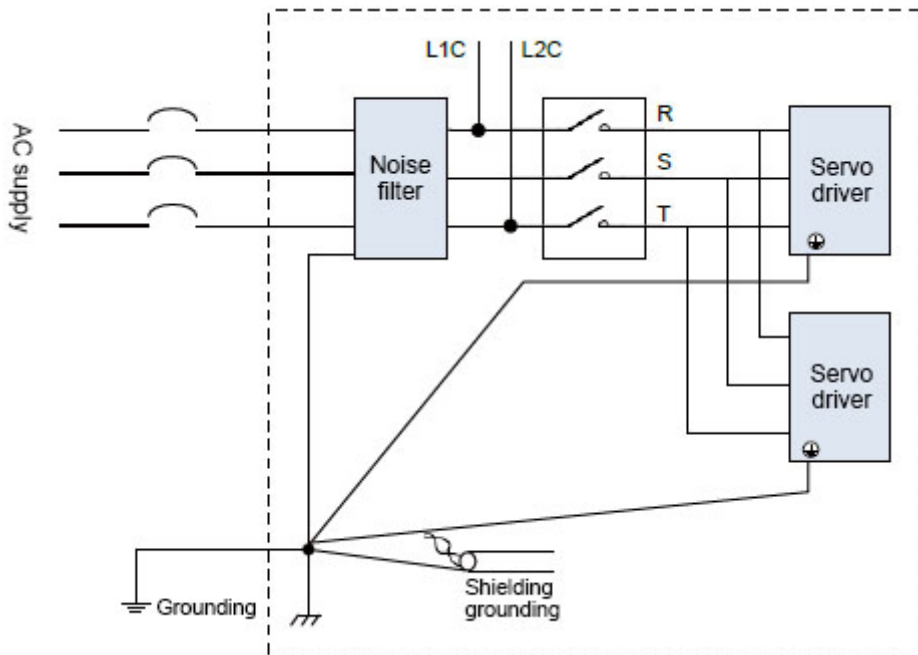 L1C
L2C
AC supply
Noise
filter
R
S
T
Servo
driver
Servo
driver
Grounding
Shielding
grounding